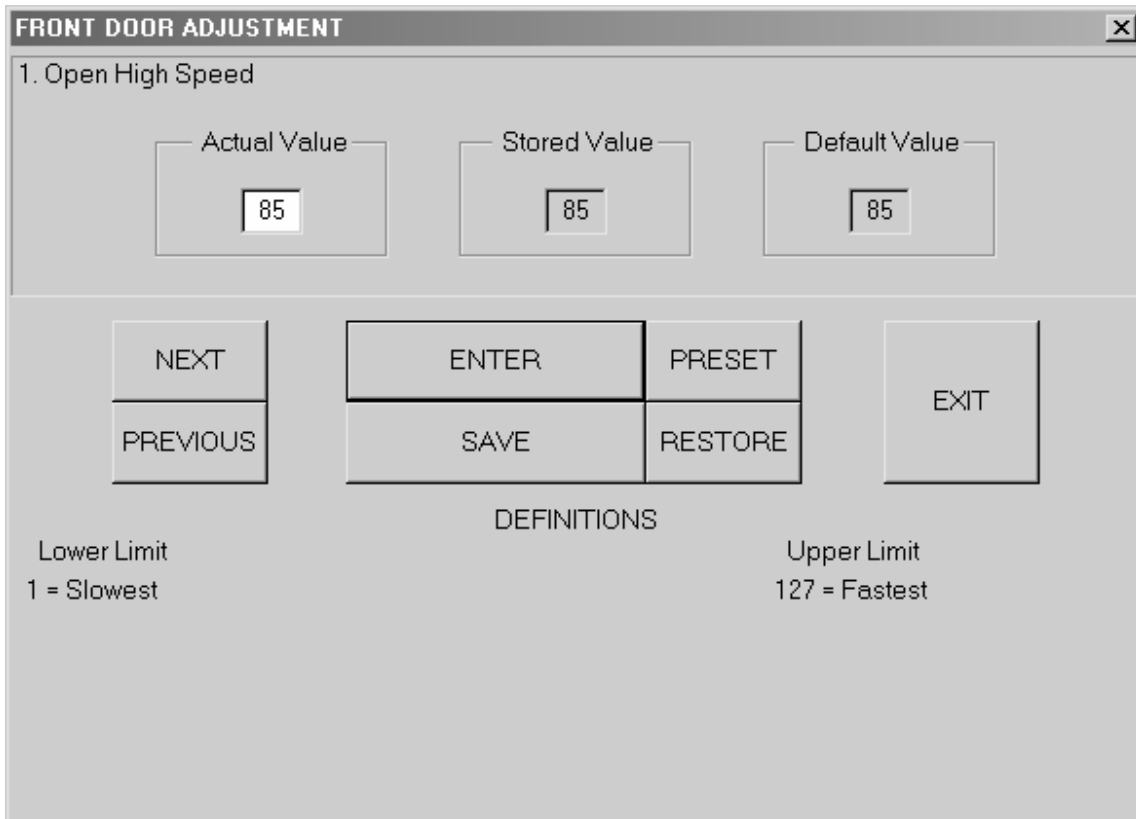 FRONT DOOR ADJUSTMENT
1. Open High Speed
Actual Value
Stored Value
Default Value
85
85
85
NEXT
ENTER
PRESET
EXIT
PREVIOUS
SAVE
RESTORE
DEFINITIONS
Lower Limit
Upper Limit
1 = Slowest
127 = Fastest